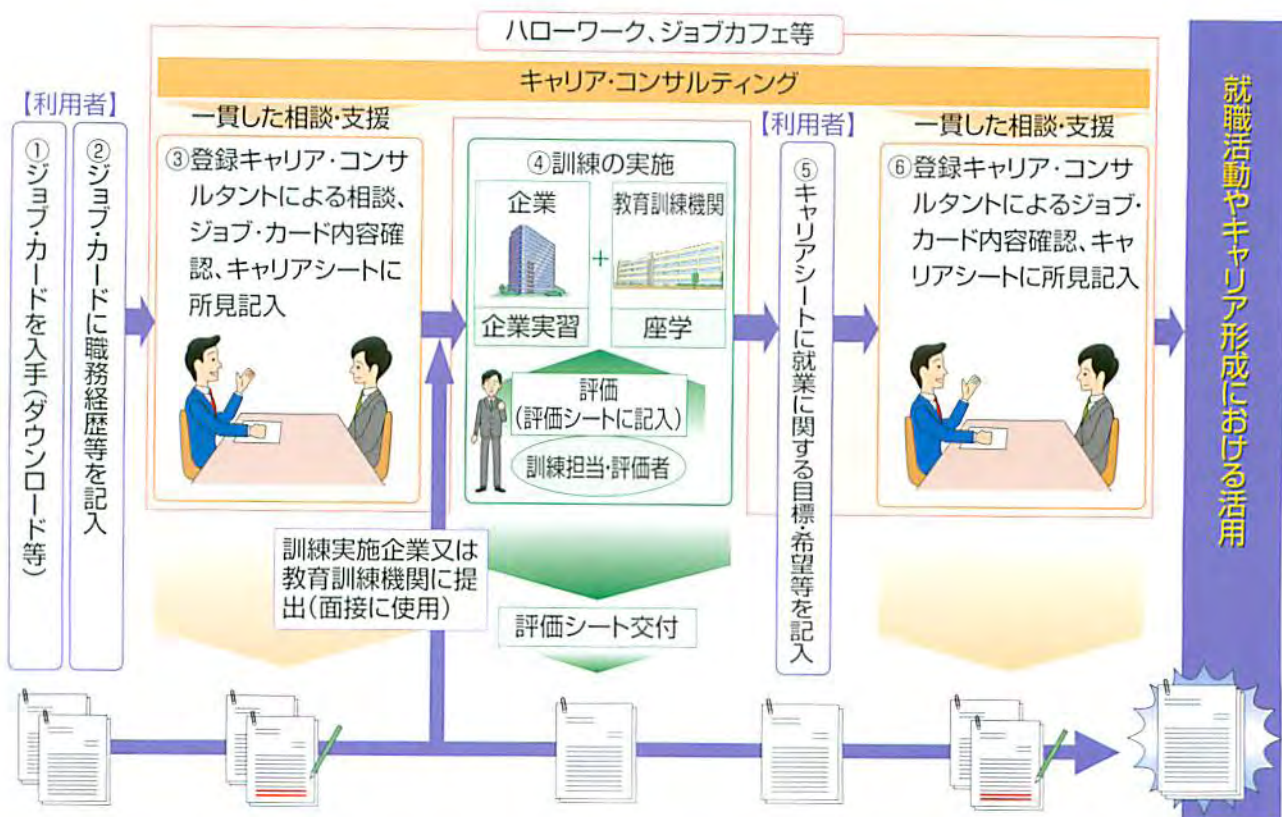 ハローワーク、ジョブカフェ等
キャリア・コンサルティング
【利用者】
①ジョブ・カードを入手(ダウンロード等)
②ジョブ・カードに職務経歴等を記入
一貫した相談・支援
③登録キャリア・コンサ
ルタントによる相談、
ジョブ・カード内容確
認、キャリアシートに
所見記入
訓練実施企業又は
教育訓練機関に提
出(面接に使用)
④訓練の実施
企業
+
教育訓練機関
企業実習
座学
評価
(評価シートに記入)
訓練担当・評価者
評価シート交付
【利用者】
⑤キャリアシートに就業に関する目標・希望等を記入
一貫した相談・支援
⑥登録キャリア・コンサ
ルタントによるジョブ・
カード内容確認、キャ
リアシートに所見記入
就職活動やキャリア形成における活用